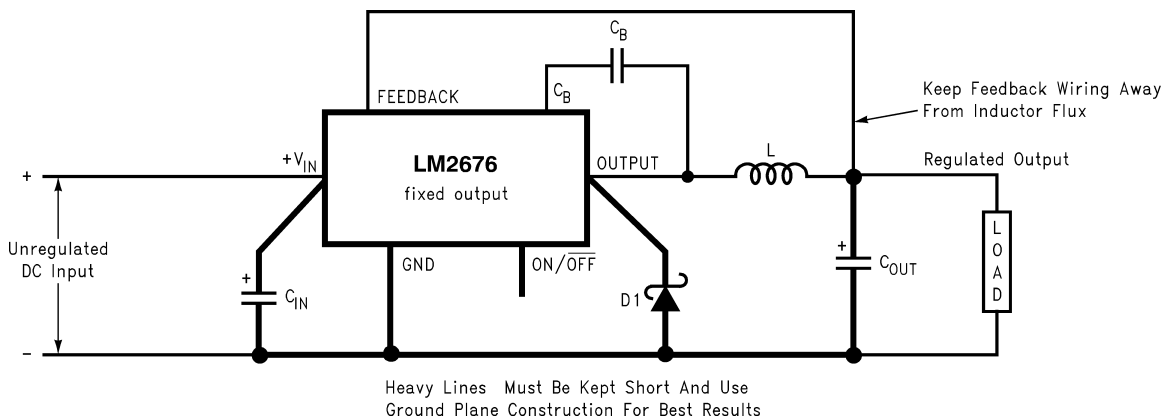 C_B
C_B
FEEDBACK
Keep Feedback Wiring Away
From Inductor Flux
+V_IN
LM2676
fixed output
OUTPUT
L
Regulated Output
+
Unregulated
DC Input
−
+
C_IN
GND
ON/O̅F̅F̅
D1
+
C_OUT
LOAD
Heavy Lines Must Be Kept Short And Use
Ground Plane Construction For Best Results